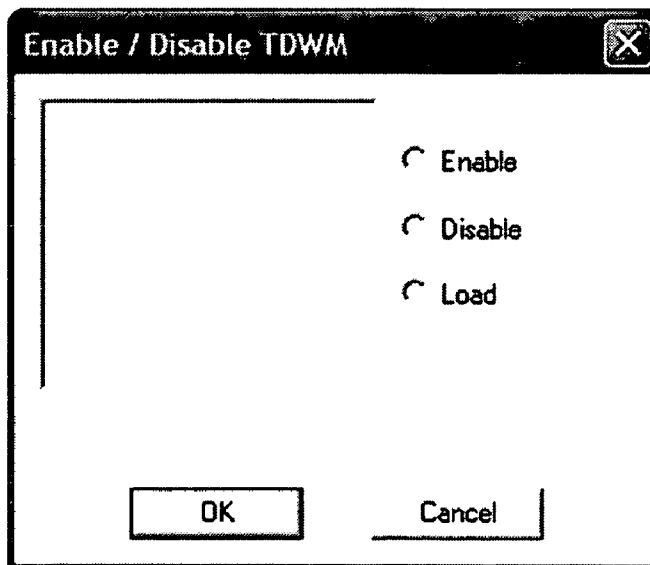 Enable / Disable TDWM
Enable
Disable
Load
OK
Cancel